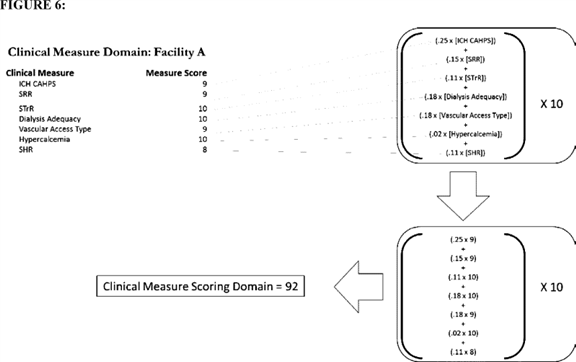 FIGURE 6:
Clinical Measure Domain: Facility A
Clinical Measure Measure Score
ICH CAHPS 9
SRR 9
STrR 10
Dialysis Adequacy 10
Vascular Access Type 9
Hypercalcemia 10
SHR 8
(.25 x [ICH CAHPS])
+
(.15 x [SRR])
+
(.11 x [STrR])
+
(.18 x [Dialysis Adequacy])
+
(.18 x [Vascular Access Type])
+
(.02 x [Hypercalcemia])
+
(.11 x [SHR])
X 10
(.25 x 9)
+
(.15 x 9)
+
(.11 x 10)
+
(.18 x 10)
+
(.18 x 9)
+
(.02 x 10)
+
(.11 x 8)
X 10
Clinical Measure Scoring Domain = 92